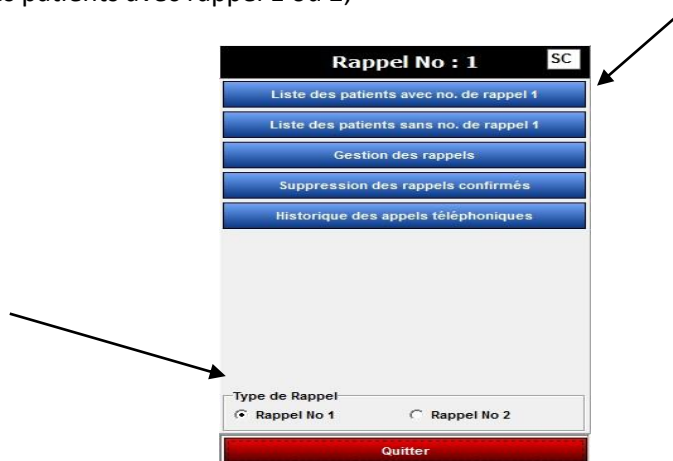 patients avec rappel 1 ou 2)
Rappel No : 1
SC
Liste des patients avec no. de rappel 1
Liste des patients sans no. de rappel 1
Gestion des rappels
Suppression des rappels confirmés
Historique des appels téléphoniques
Type de Rappel
Rappel No 1
Rappel No 2
Quitter